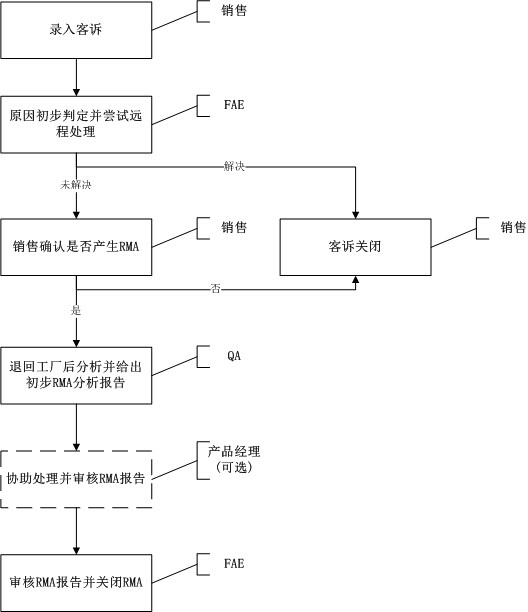 录入客诉
销售
原因初步判定并尝试远
程处理
FAE
解决
未解决
销售确认是否产生RMA
销售
客诉关闭
销售
否
是
退回工厂后分析并给出
初步RMA分析报告
QA
协助处理并审核RMA报告
产品经理
(可选)
审核RMA报告并关闭RMA
FAE